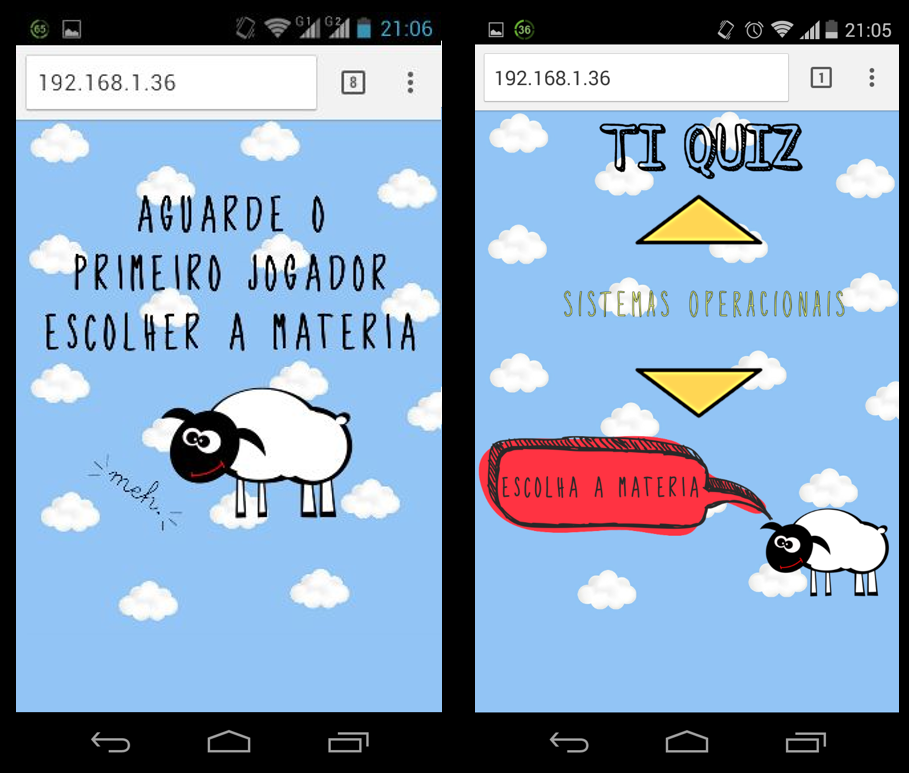 65
G1
G2
21:06
192.168.1.36
8
AGUARDE O
PRIMEIRO JOGADOR
ESCOLHER A MATERIA
meh.
36
21:05
192.168.1.36
1
TI QUIZ
SISTEMAS OPERACIONAIS
ESCOLHA A MATERIA